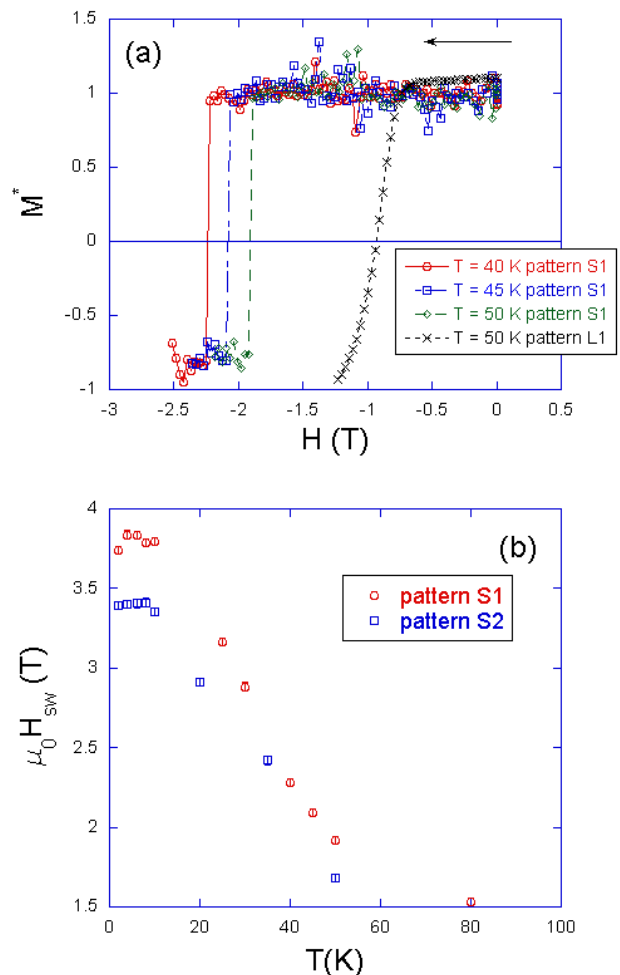 (a)
1.5
1
0.5
0
-0.5
-1
M*
T = 40 K pattern S1
T = 45 K pattern S1
T = 50 K pattern S1
T = 50 K pattern L1
-3 -2.5 -2 -1.5 -1 -0.5 0 0.5
H (T)
(b)
4
3.5
3
2.5
2
1.5
μ₀H_sw (T)
pattern S1
pattern S2
0 20 40 60 80 100
T(K)